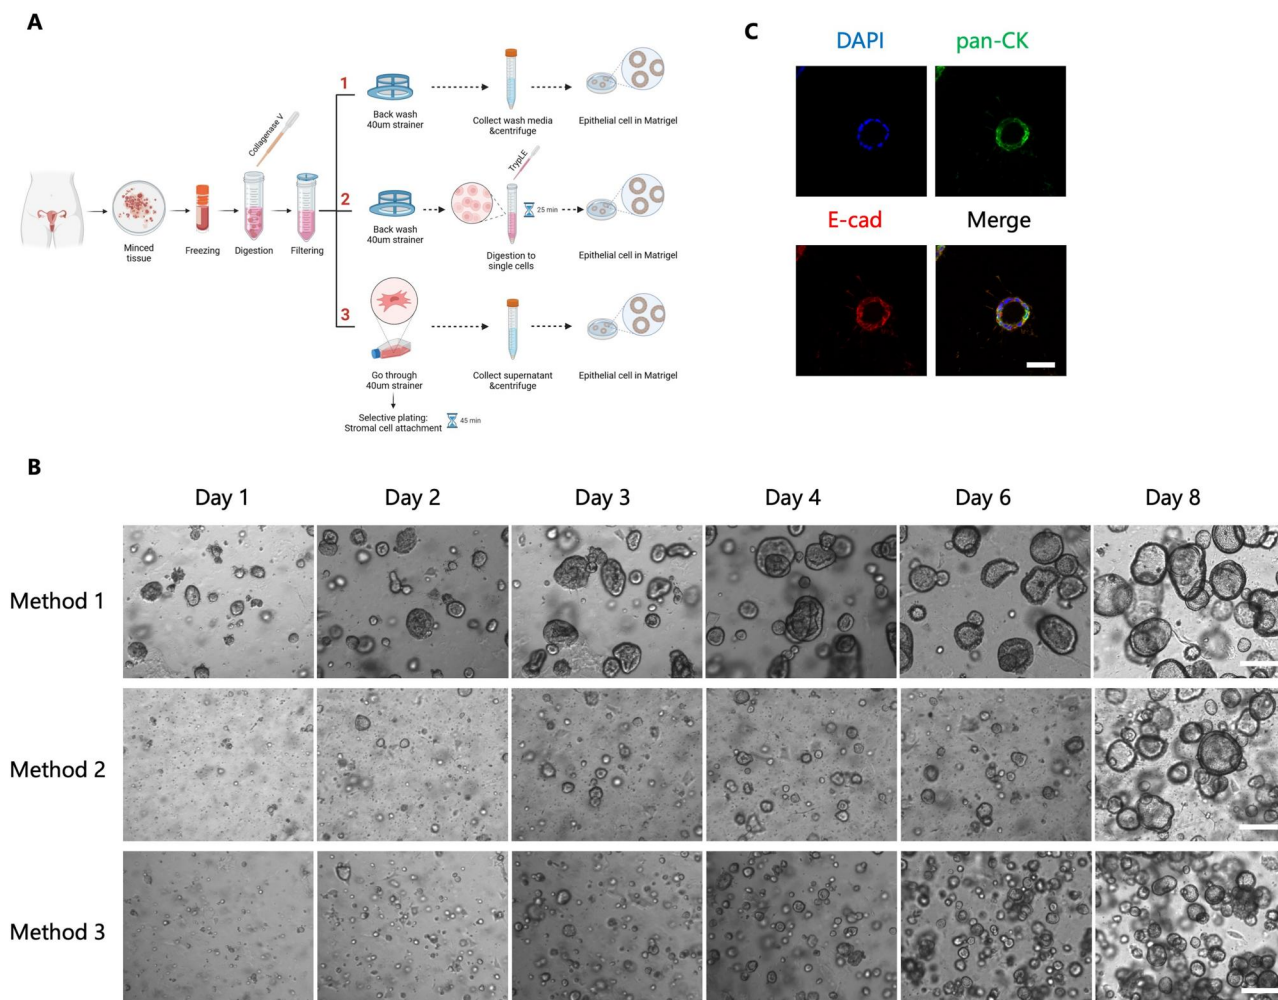 A
Collagenase V
Minced
tissue
Freezing
Digestion
Filtering
1
Back wash
40um strainer
Collect wash media
&centrifuge
Epithelial cell in Matrigel
2
Back wash
40um strainer
TrypLE
25 min
Digestion to
single cells
Epithelial cell in Matrigel
3
Go through
40um strainer
Collect supernatant
&centrifuge
Epithelial cell in Matrigel
Selective plating:
Stromal cell attachment
45 min
C
DAPI
pan-CK
E-cad
Merge
B
Day 1
Day 2
Day 3
Day 4
Day 6
Day 8
Method 1
Method 2
Method 3